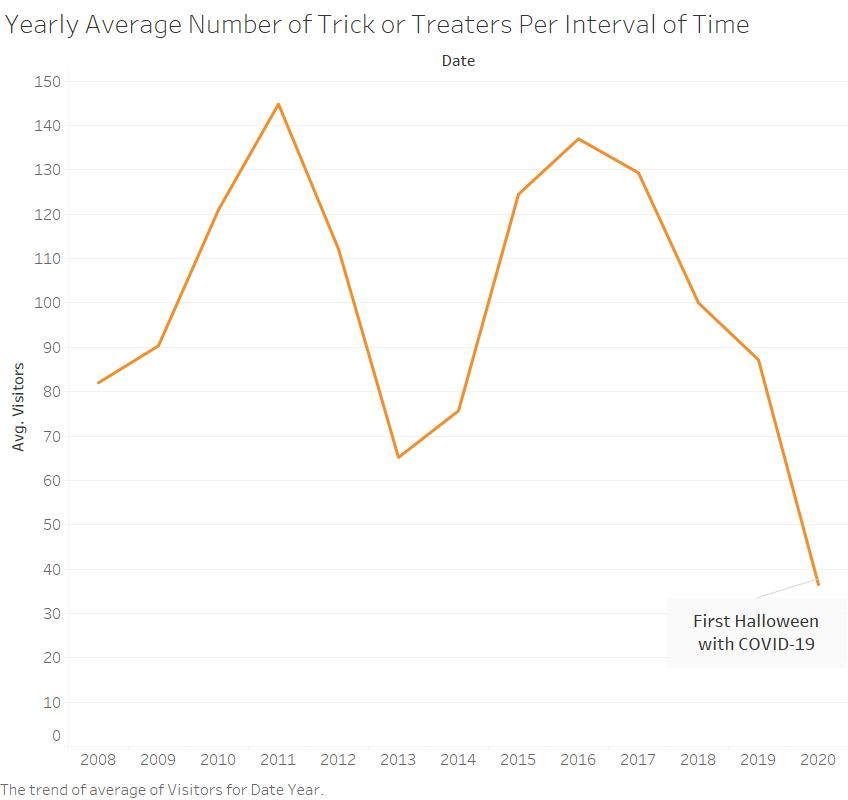 Yearly Average Number of Trick or Treaters Per Interval of Time
Date
150
140
130
120
110
100
90
80
70
60
50
40
30
20
10
0
Avg. Visitors
First Halloween
with COVID-19
2008 2009 2010 2011 2012 2013 2014 2015 2016 2017 2018 2019 2020
The trend of average of Visitors for Date Year.